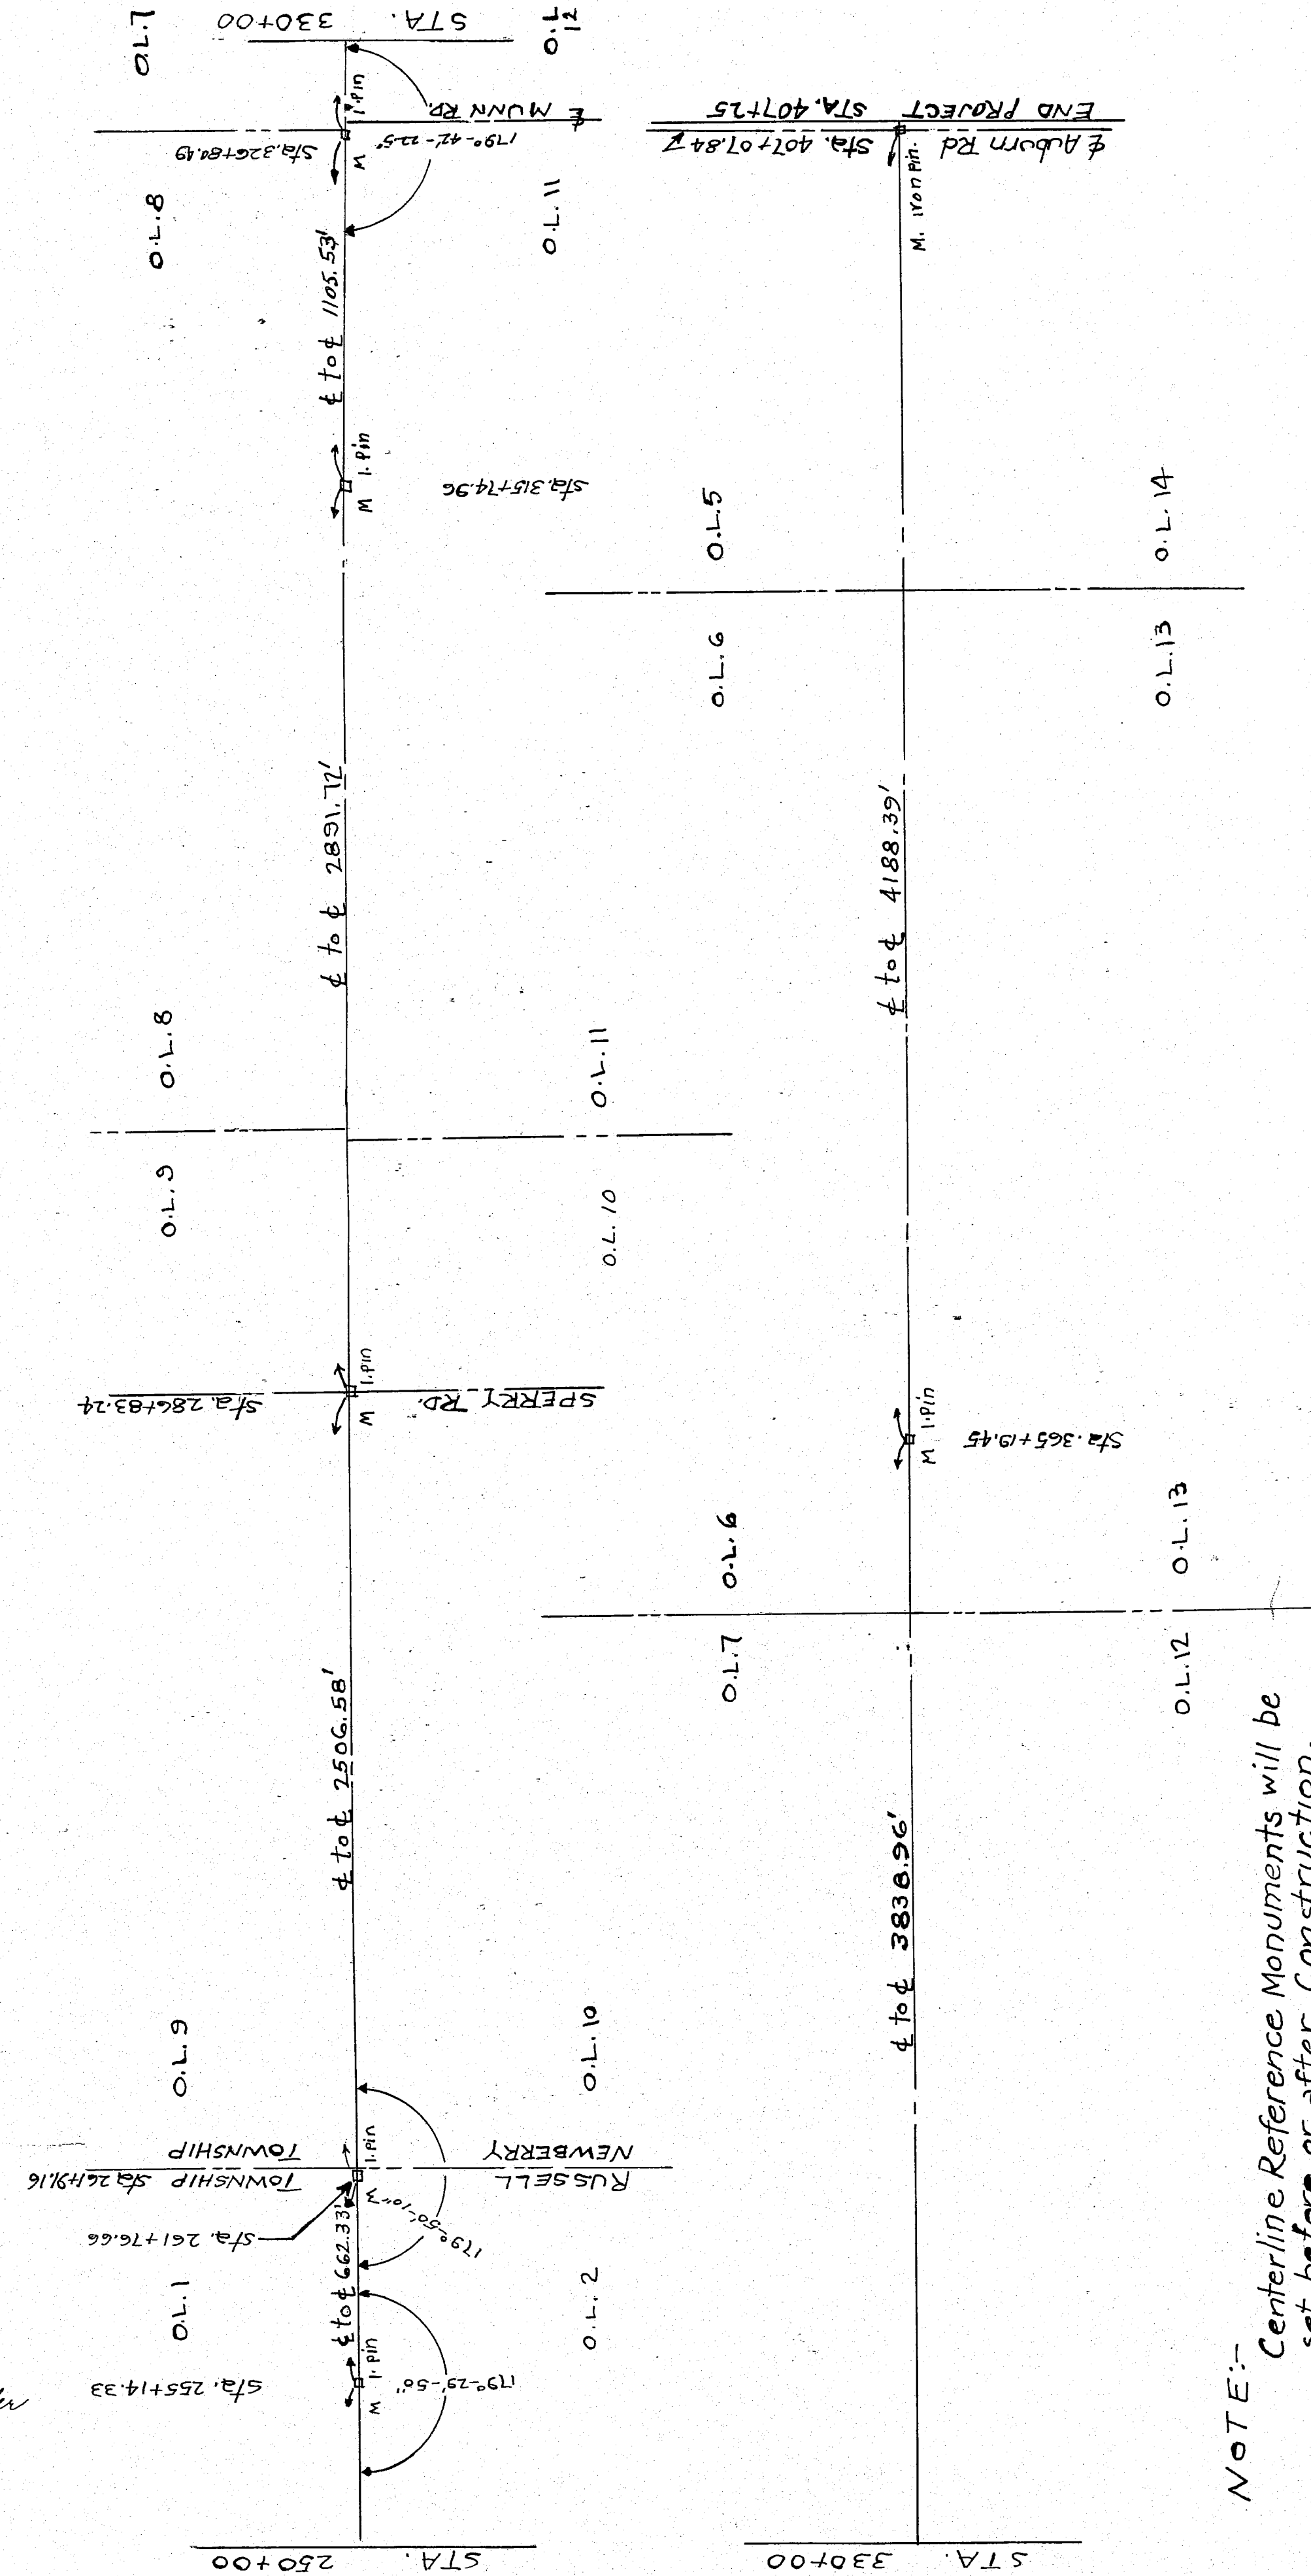 STA. 250+00
Sta. 255+14.33
M I. Pin
179°-29'-50"
O.L. 1
O.L. 2
₵ to ₵ 662.33'
Sta. 261+76.66
TOWNSHIP Sta. 261+91.16
TOWNSHIP
RUSSELL
NEWBERRY
M I. Pin
179°-50'-10"
O.L. 9
O.L. 10
₵ to ₵ 2506.58'
Sta. 286+83.24
SPERRY RD.
M I. Pin
O.L. 9
O.L. 10
O.L. 8
O.L. 11
₵ to ₵ 2891.72'
Sta. 315+74.96
M I. Pin
₵ to ₵ 1105.53'
O.L. 8
O.L. 11
Sta. 326+80.49
M I. Pin
179°-42'-22.5"
₵ MUNN RD.
O.L. 7
O.L. 12
STA. 330+00
STA. 330+00
₵ to ₵ 3838.96'
O.L. 7
O.L. 12
O.L. 6
O.L. 13
Sta. 365+19.45
M I. Pin
₵ to ₵ 4188.39'
O.L. 6
O.L. 13
O.L. 5
O.L. 14
M. Iron Pin.
₵ Auburn Rd Sta. 407+07.84
END PROJECT STA. 407+25
NOTE:-
Centerline Reference Monuments will be
set before or after Construction.